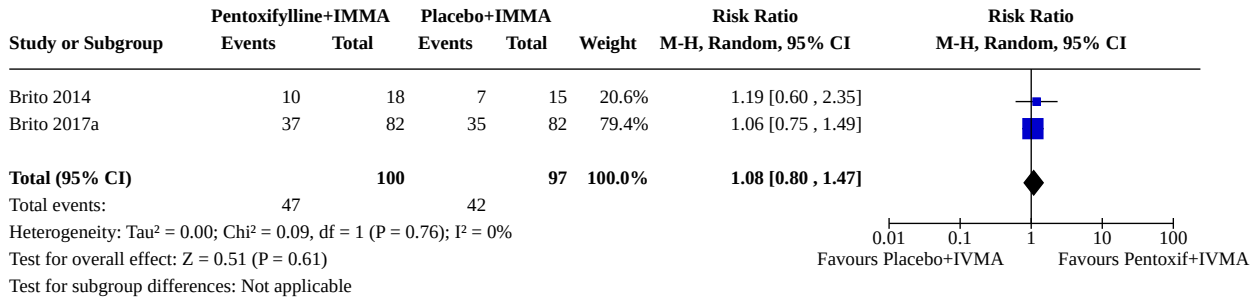 Pentoxifylline+IMMA Placebo+IMMA Risk Ratio Risk Ratio
Study or Subgroup Events Total Events Total Weight M-H, Random, 95% CI M-H, Random, 95% CI
Brito 2014 10 18 7 15 20.6% 1.19 [0.60 , 2.35]
Brito 2017a 37 82 35 82 79.4% 1.06 [0.75 , 1.49]
Total (95% CI) 100 97 100.0% 1.08 [0.80 , 1.47]
Total events: 47 42
Heterogeneity: Tau² = 0.00; Chi² = 0.09, df = 1 (P = 0.76); I² = 0%
0.01 0.1 1 10 100
Test for overall effect: Z = 0.51 (P = 0.61) Favours Placebo+IVMA Favours Pentoxif+IVMA
Test for subgroup differences: Not applicable